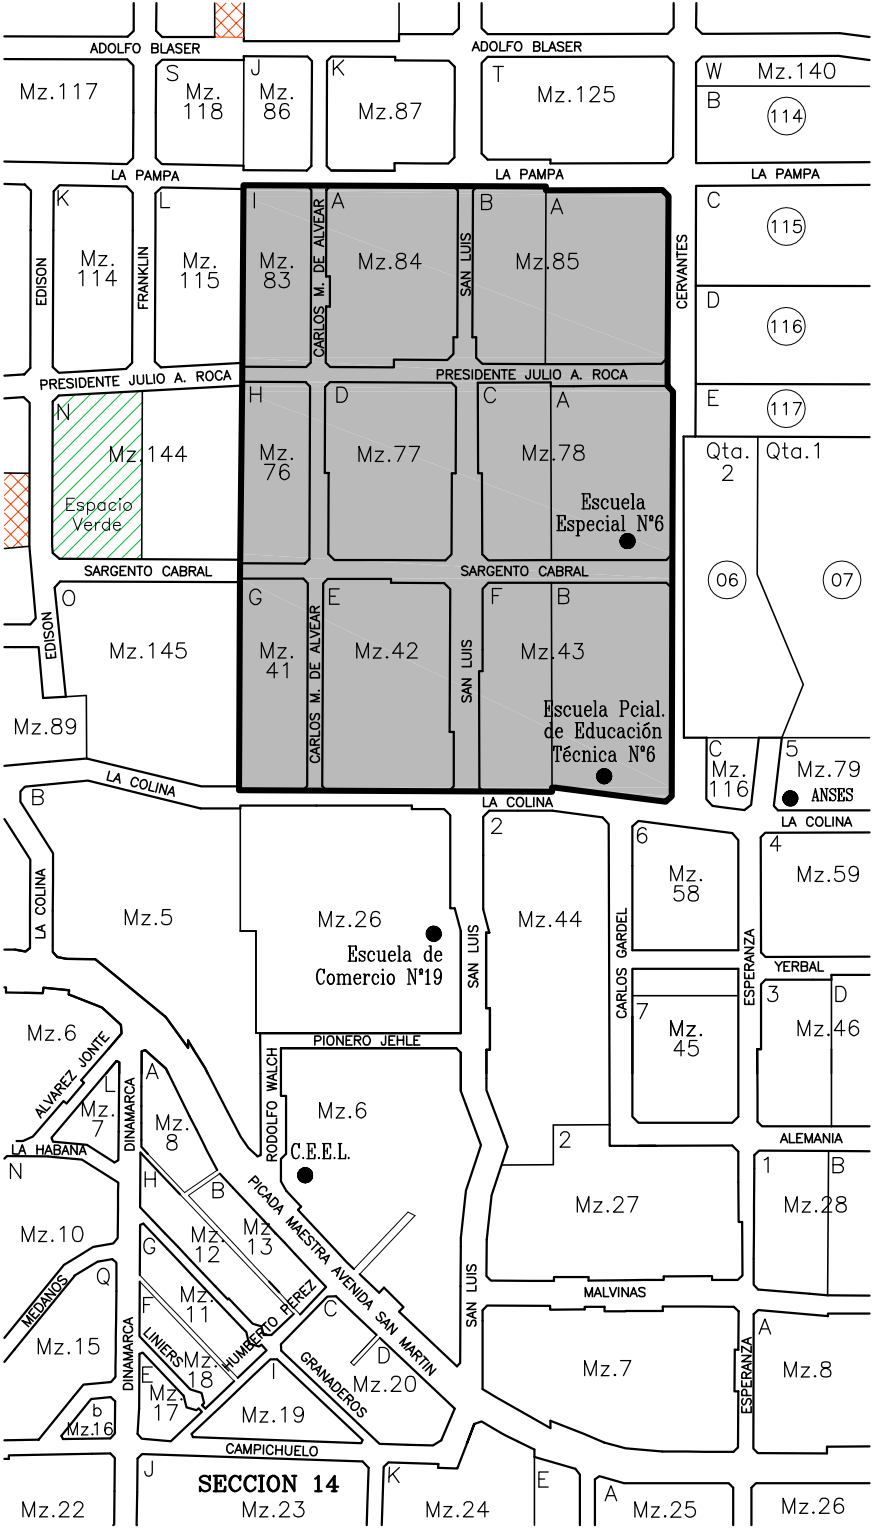 ADOLFO BLASER
ADOLFO BLASER
Mz.117
S
Mz.
118
J
Mz.
86
K
Mz.87
T
Mz.125
W
Mz.140
B
114
LA PAMPA
LA PAMPA
LA PAMPA
K
Mz.
114
L
Mz.
115
I
Mz.
83
A
Mz.84
B
A
Mz.85
C
115
D
116
E
117
EDISON
FRANKLIN
CARLOS M. DE ALVEAR
SAN LUIS
CERVANTES
PRESIDENTE JULIO A. ROCA
PRESIDENTE JULIO A. ROCA
N
Mz.144
Espacio
Verde
H
Mz.
76
D
Mz.77
C
A
Mz.78
Escuela
Especial N°6
Qta.
2
Qta.1
06
07
SARGENTO CABRAL
SARGENTO CABRAL
O
Mz.145
EDISON
G
Mz.
41
CARLOS M. DE ALVEAR
E
Mz.42
SAN LUIS
F
B
Mz.43
Escuela Pcial.
de Educación
Técnica N°6
Mz.89
C
Mz.
116
5
Mz.79
ANSES
LA COLINA
LA COLINA
LA COLINA
B
Mz.5
LA COLINA
Mz.26
Escuela de
Comercio N°19
SAN LUIS
2
Mz.44
CARLOS GARDEL
6
Mz.
58
ESPERANZA
4
Mz.59
YERBAL
7
Mz.
45
3
D
Mz.46
Mz.6
ALVAREZ JONTE
PIONERO JEHLE
RODOLFO WALCH
Mz.6
C.E.E.L.
L
Mz.
7
DINAMARCA
A
Mz.
8
LA HABANA
2
ALEMANIA
N
Mz.10
H
Mz.
12
B
Mz
13
PICADA MAESTRA AVENIDA SAN MARTIN
Mz.27
1
B
Mz.28
SAN LUIS
MALVINAS
MEDANOS
Q
Mz.15
G
Mz.
11
F
LINIERS
Mz.
18
HUMBERTO PEREZ
C
D
Mz.20
GRANADEROS
Mz.7
ESPERANZA
A
Mz.8
DINAMARCA
E
Mz.
17
I
Mz.19
b
Mz.16
CAMPICHUELO
J
SECCION 14
K
E
A
Mz.22
Mz.23
Mz.24
Mz.25
Mz.26